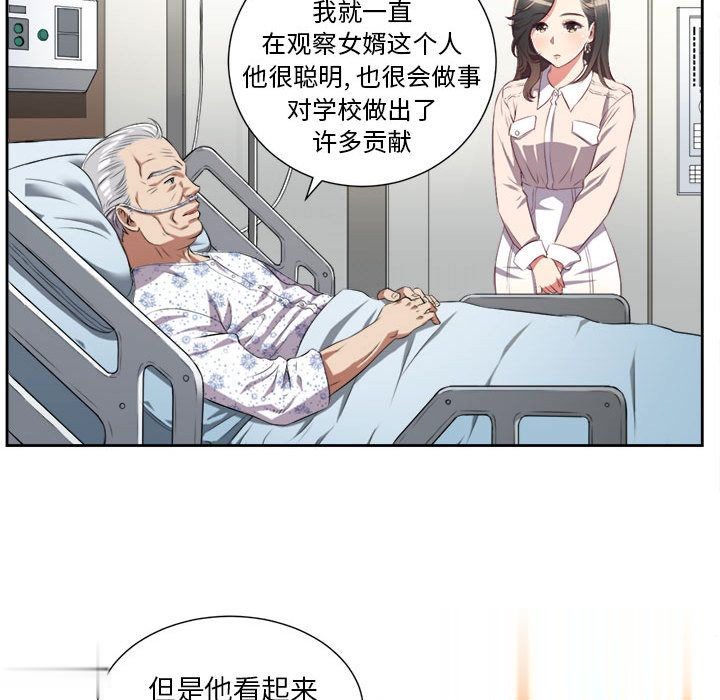 我就一直
在观察女婿这个人
他很聪明, 也很会做事
对学校做出了
许多贡献
但是他看起来